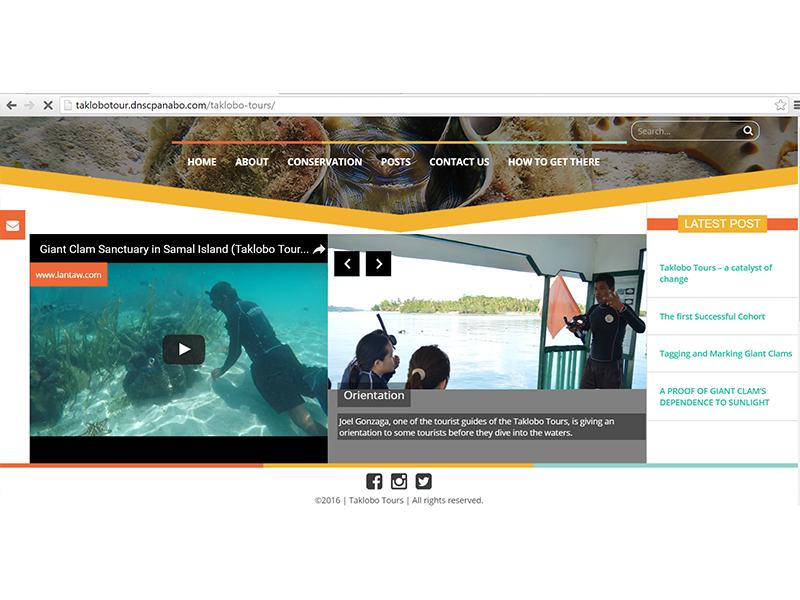 taklobotour.dnscpanabo.com/taklobo-tours/
Search...
HOME ABOUT CONSERVATION POSTS CONTACT US HOW TO GET THERE
Giant Clam Sanctuary in Samal Island (Taklobo Tour...
www.lantaw.com
Orientation
Joel Gonzaga, one of the tourist guides of the Taklobo Tours, is giving an
orientation to some tourists before they dive into the waters.
LATEST POST
Taklobo Tours – a catalyst of
change
The first Successful Cohort
Tagging and Marking Giant Clams
A PROOF OF GIANT CLAM'S
DEPENDENCE TO SUNLIGHT
©2016 | Taklobo Tours | All rights reserved.